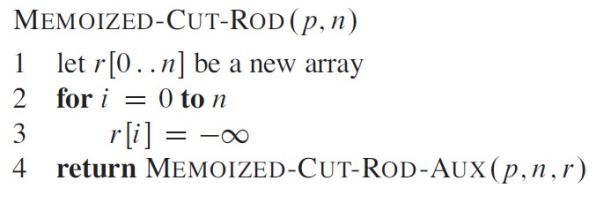 MEMOIZED-CUT-ROD(p, n)
1 let r[0..n] be a new array
2 for i = 0 to n
3 r[i] = -∞
4 return MEMOIZED-CUT-ROD-AUX(p, n, r)